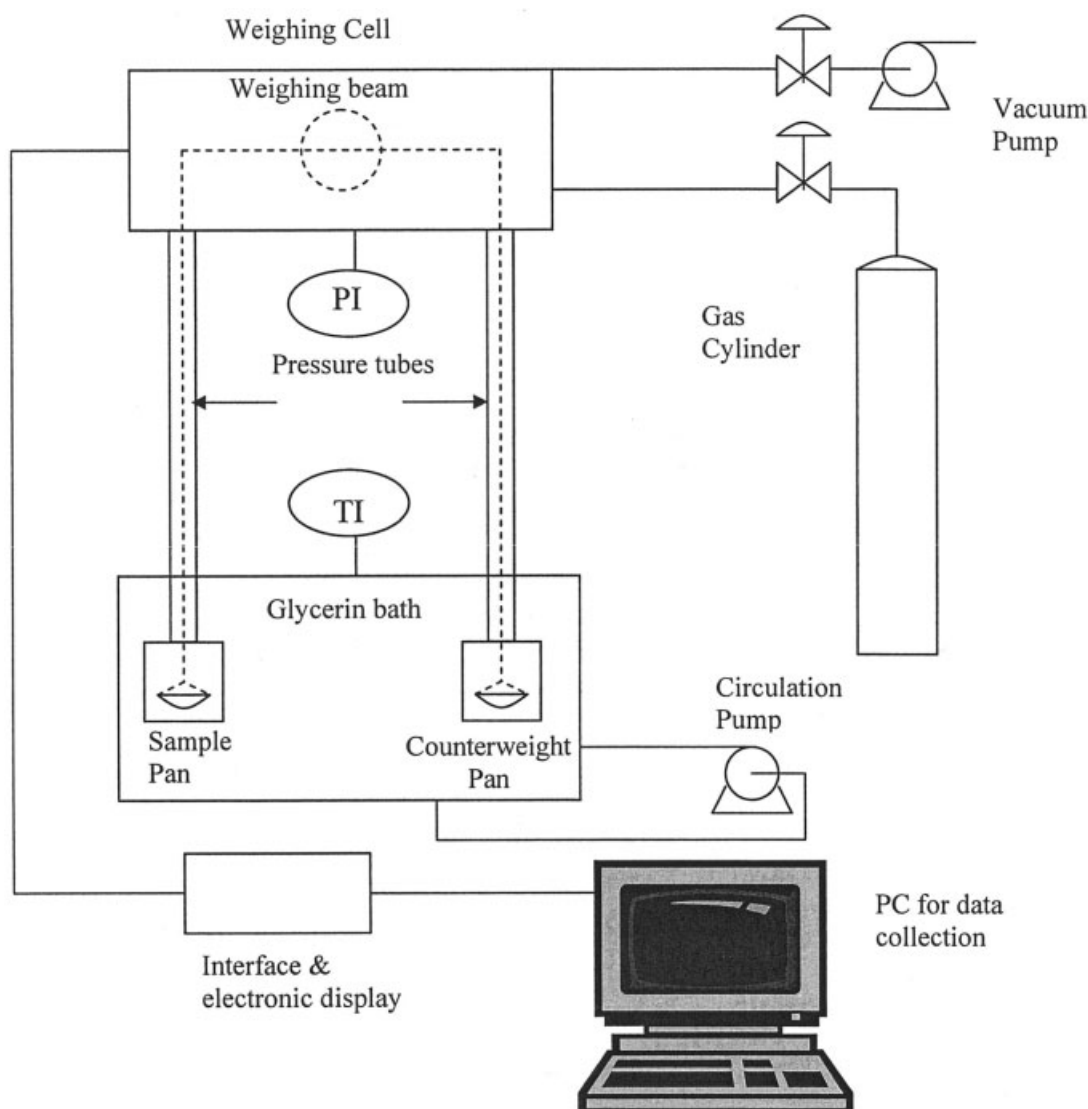 Weighing Cell
Weighing beam
Vacuum
Pump
PI
Gas
Cylinder
Pressure tubes
TI
Glycerin bath
Circulation
Pump
Sample
Pan
Counterweight
Pan
PC for data
collection
Interface &
electronic display